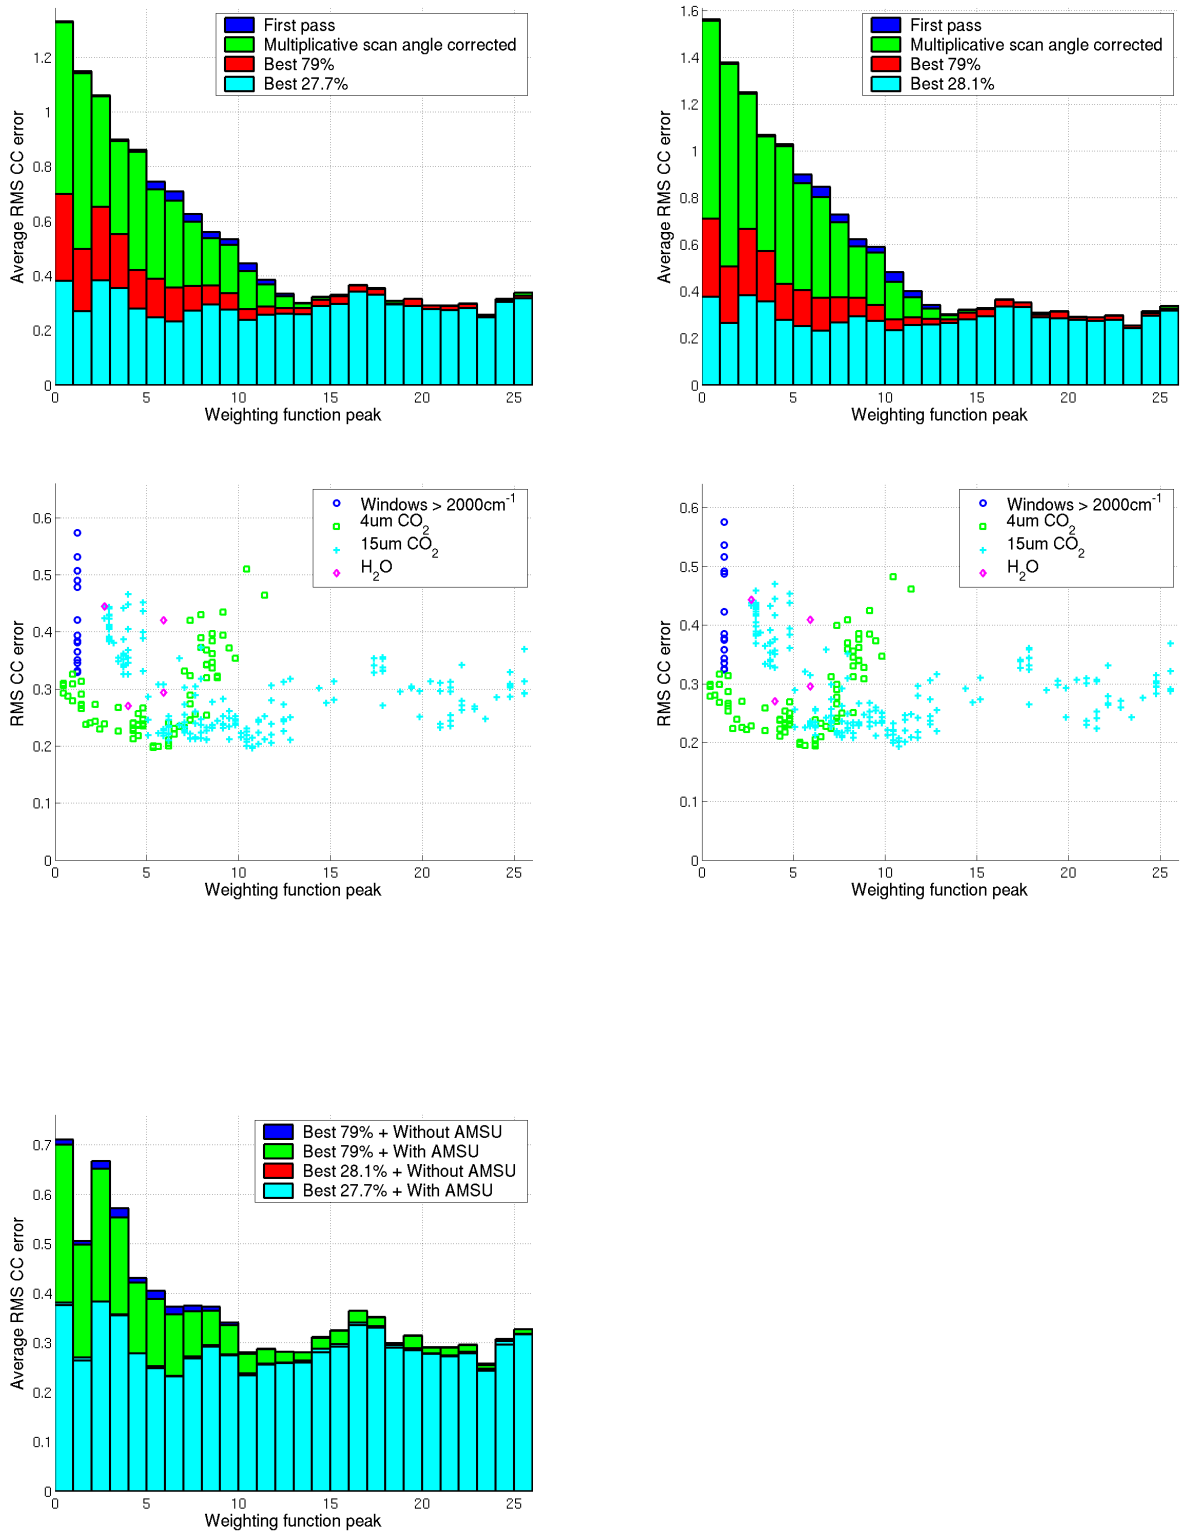 First pass
Multiplicative scan angle corrected
Best 79%
Best 27.7%
Average RMS CC error
0
0.2
0.4
0.6
0.8
1
1.2
0 5 10 15 20 25
Weighting function peak
First pass
Multiplicative scan angle corrected
Best 79%
Best 28.1%
Average RMS CC error
0
0.2
0.4
0.6
0.8
1
1.2
1.4
1.6
0 5 10 15 20 25
Weighting function peak
Windows > 2000cm-1
4um CO2
15um CO2
H2O
RMS CC error
0
0.1
0.2
0.3
0.4
0.5
0.6
0 5 10 15 20 25
Weighting function peak
Windows > 2000cm-1
4um CO2
15um CO2
H2O
RMS CC error
0
0.1
0.2
0.3
0.4
0.5
0.6
0 5 10 15 20 25
Weighting function peak
Best 79% + Without AMSU
Best 79% + With AMSU
Best 28.1% + Without AMSU
Best 27.7% + With AMSU
Average RMS CC error
0
0.1
0.2
0.3
0.4
0.5
0.6
0.7
0 5 10 15 20 25
Weighting function peak